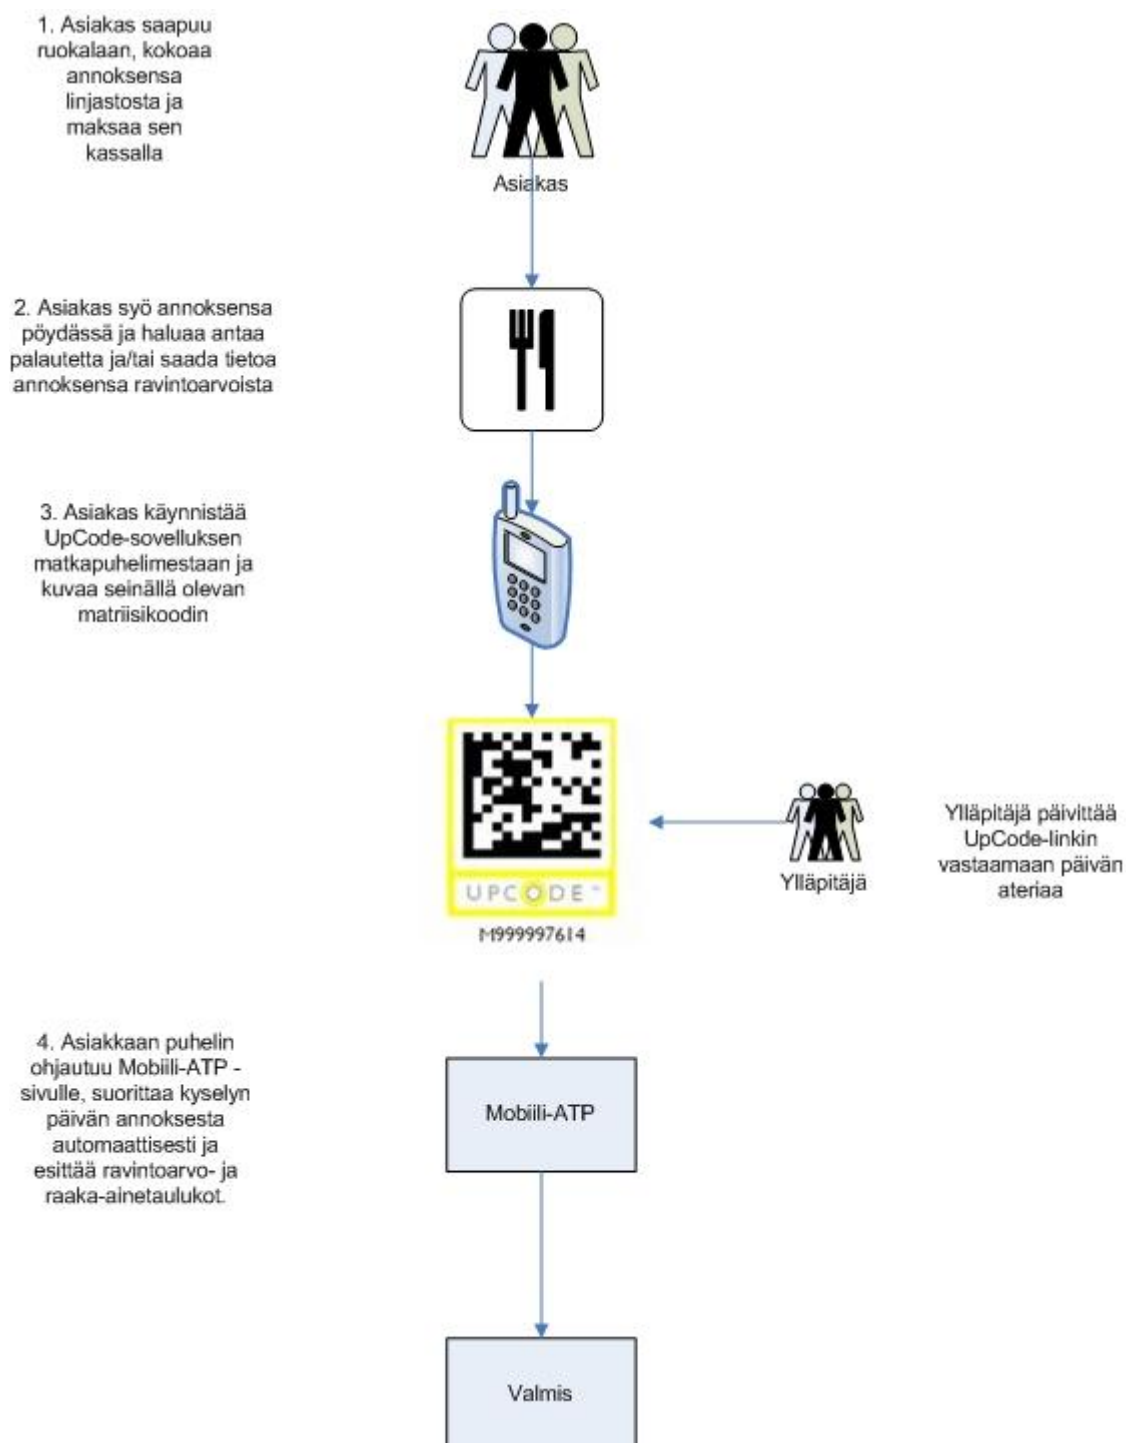 1. Asiakas saapuu
ruokalaan, kokoaa
annoksensa
linjastosta ja
maksaa sen
kassalla
Asiakas
2. Asiakas syö annoksensa
pöydässä ja haluaa antaa
palautetta ja/tai saada tietoa
annoksensa ravintoarvoista
3. Asiakas käynnistää
UpCode-sovelluksen
matkapuhelimestaan ja
kuvaa seinällä olevan
matriisikoodin
UPCODE™
M999997614
Ylläpitäjä
Ylläpitäjä päivittää
UpCode-linkin
vastaamaan päivän
ateriaa
4. Asiakkaan puhelin
ohjautuu Mobiili-ATP -
sivulle, suorittaa kyselyn
päivän annoksesta
automaattisesti ja
esittää ravintoarvo- ja
raaka-ainetaulukot.
Mobiili-ATP
Valmis